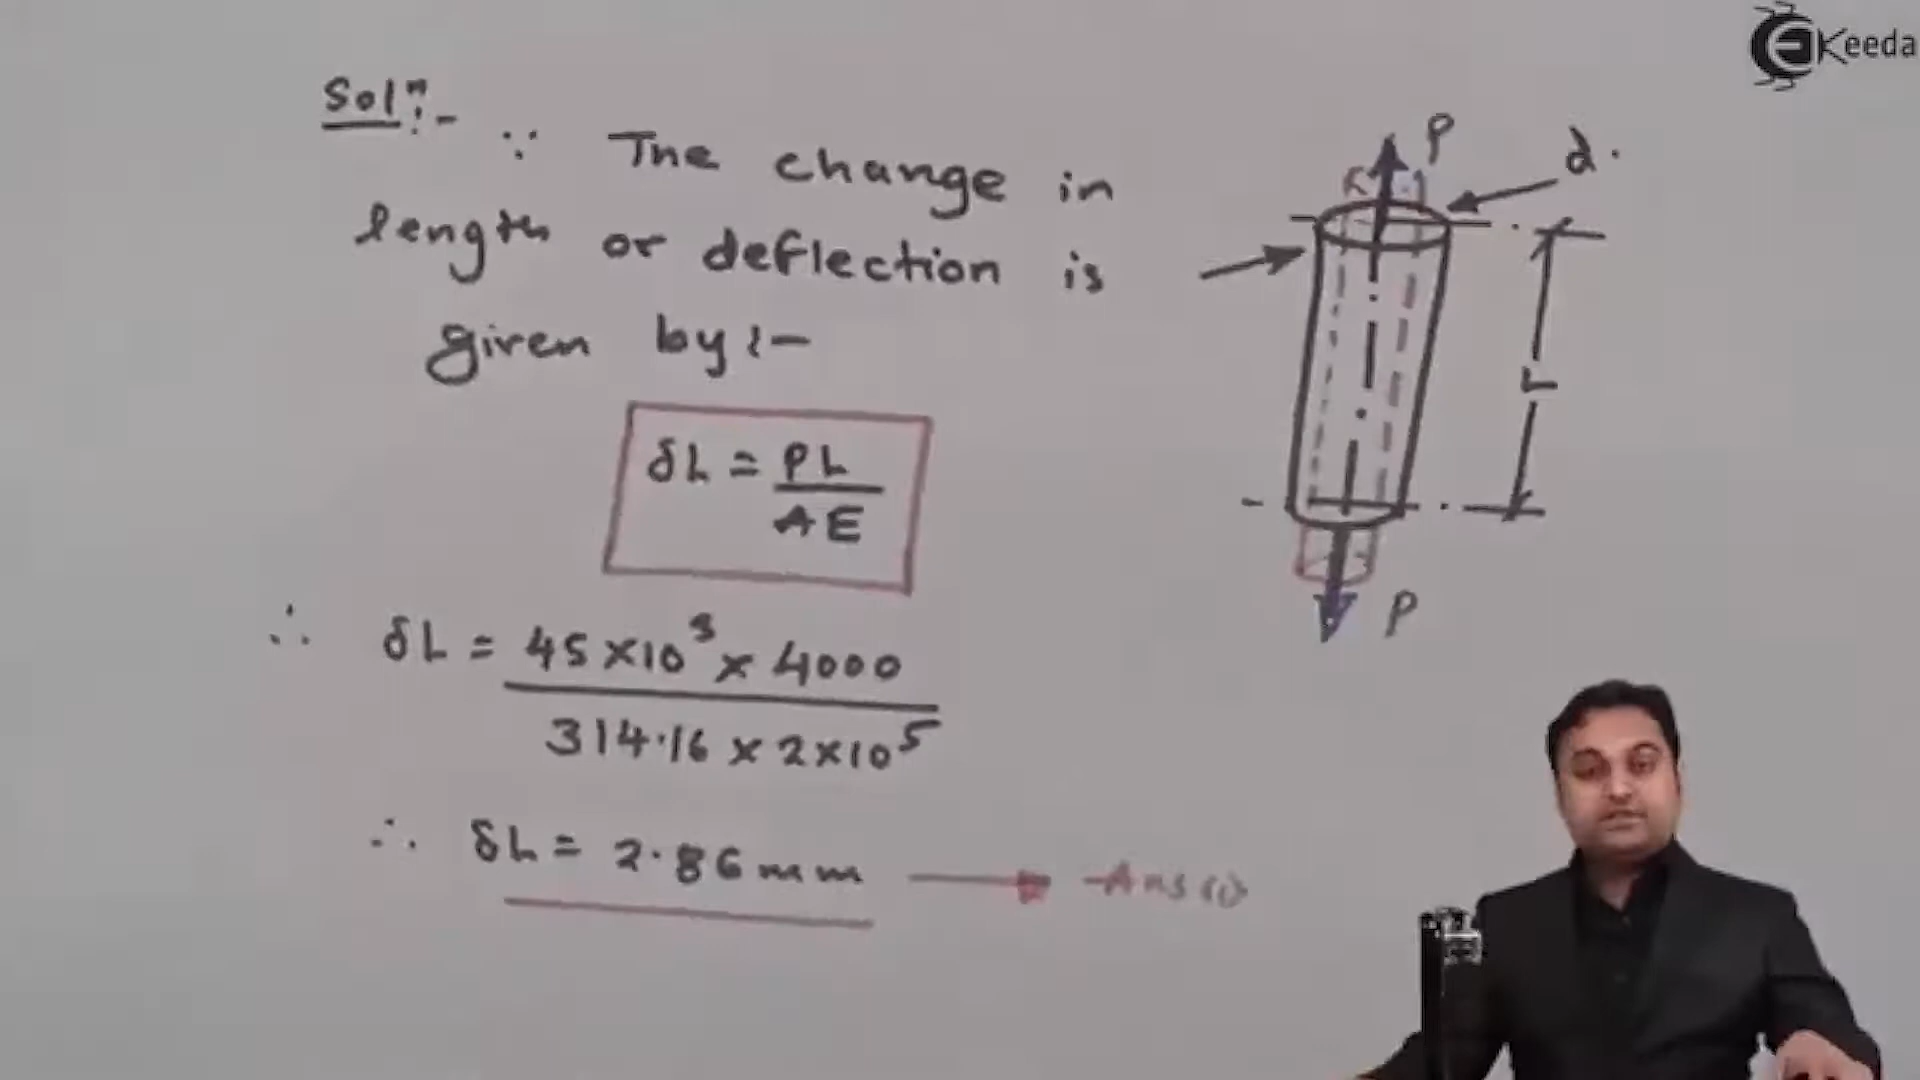 Ekeeda
Solⁿ:-
∵ The change in
length or deflection is
given by:-
δL = PL
AE
∴ δL = 45×10³ × 4000
314.16 × 2×10⁵
∴ δL = 2.86 mm → Ans (i)
P
d.
L
P